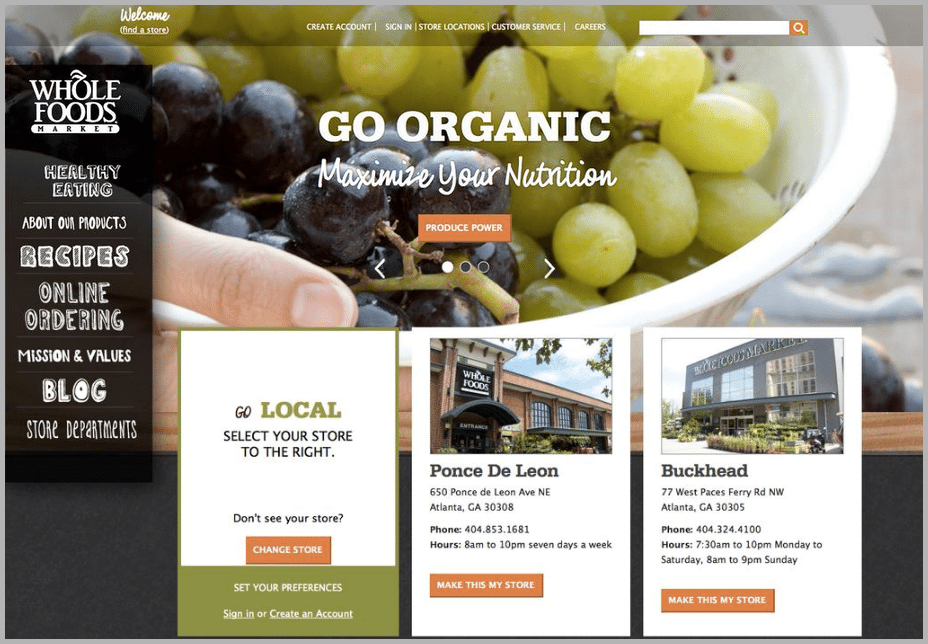 Welcome
(find a store)
CREATE ACCOUNT | SIGN IN | STORE LOCATIONS | CUSTOMER SERVICE | CAREERS
WHOLE
FOODS
MARKET
HEALTHY
EATING
ABOUT OUR PRODUCTS
RECIPES
ONLINE
ORDERING
MISSION & VALUES
BLOG
STORE DEPARTMENTS
GO ORGANIC
Maximize Your Nutrition
PRODUCE POWER
GO LOCAL
SELECT YOUR STORE
TO THE RIGHT.
Don't see your store?
CHANGE STORE
SET YOUR PREFERENCES
Sign in or Create an Account
WHOLE
FOODS
ENTRANCE
Ponce De Leon
650 Ponce de Leon Ave NE
Atlanta, GA 30308
Phone: 404.853.1681
Hours: 8am to 10pm seven days a week
MAKE THIS MY STORE
WHOLE FOODS MARKET
Buckhead
77 West Paces Ferry Rd NW
Atlanta, GA 30305
Phone: 404.324.4100
Hours: 7:30am to 10pm Monday to
Saturday, 8am to 9pm Sunday
MAKE THIS MY STORE